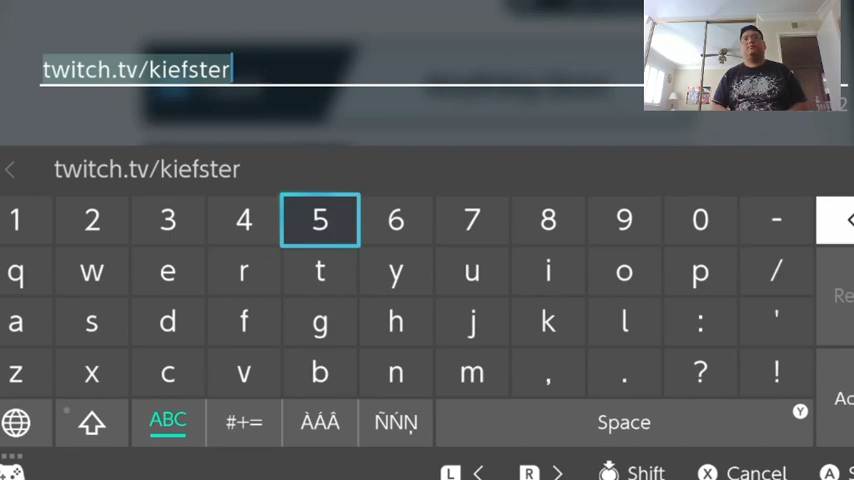 twitch.tv/kiefster
twitch.tv/kiefster
1 2 3 4 5 6 7 8 9 0 -
q w e r t y u i o p /
a s d f g h j k l : '
z x c v b n m , . ? !
ABC #+= ÀÁÂ ÑŃŅ Space Y
L R Shift X Cancel A